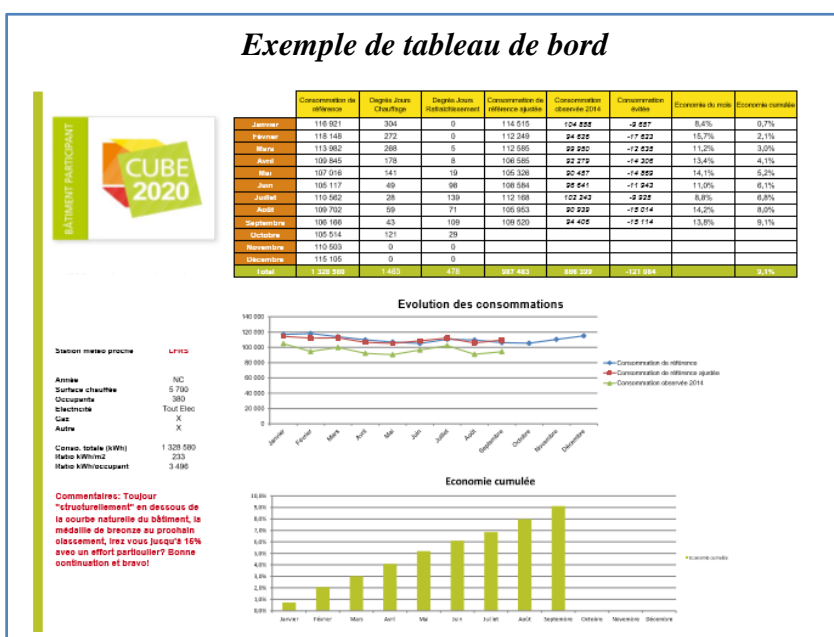 Exemple de tableau de bord
BÂTIMENT PARTICIPANT
CUBE
2020
Consommation de référence | Degrés Jours Chauffage | Degrés Jours Rafraichissement | Consommation de référence ajustée | Consommation observée 2014 | Consommation évitée | Economie du mois | Economie cumulée
Janvier 116 921 304 0 114 515 104 858 8,4% 0,7%
Février 118 148 272 0 112 249 94 626 -17 623 15,7% 2,1%
Mars 113 982 268 5 112 585 99 950 -12 635 11,2% 3,0%
Avril 109 845 178 8 106 585 92 279 -14 306 13,4% 4,1%
Mai 107 016 141 19 105 326 90 457 -14 869 14,1% 5,2%
Juin 105 117 49 98 108 584 96 641 -11 943 11,0% 6,1%
Juillet 110 562 28 139 112 168 102 243 -9 925 8,8% 6,8%
Août 109 702 59 71 105 953 90 939 -15 014 14,2% 8,0%
Septembre 106 166 43 109 109 520 94 406 -15 114 13,8% 9,1%
Octobre 105 514 121 29
Novembre 110 503 0 0
Décembre 115 105 0 0
Total 1 328 580 1 463 478 987 483 -121 084 9,1%
Evolution des consommations
140 000
120 000
100 000
80 000
60 000
40 000
20 000
0
Janvier Février Mars Avril Mai Juin Juillet Août Septembre Octobre Novembre Décembre
Consommation de référence
Consommation de référence ajustée
Consommation observée 2014
Station météo proche LFRS
Année NC
Surface chauffée 5 700
Occupants 380
Electricité Tout Elec
Gaz X
Autre X
Conso. totale (kWh) 1 328 580
Ratio kWh/m2 233
Ratio kWh/occupant 3 496
Commentaires: Toujour
"structurellement" en dessous de
la courbe naturelle du bâtiment, la
médaille de breonze au prochain
classement, irez vous jusqu'à 15%
avec un effort particulier? Bonne
continuation et bravo!
Economie cumulée
10,0%
9,0%
8,0%
7,0%
6,0%
5,0%
4,0%
3,0%
2,0%
1,0%
0,0%
Janvier Février Mars Avril Mai Juin Juillet Août Septembre Octobre Novembre Décembre
Economie cumulée